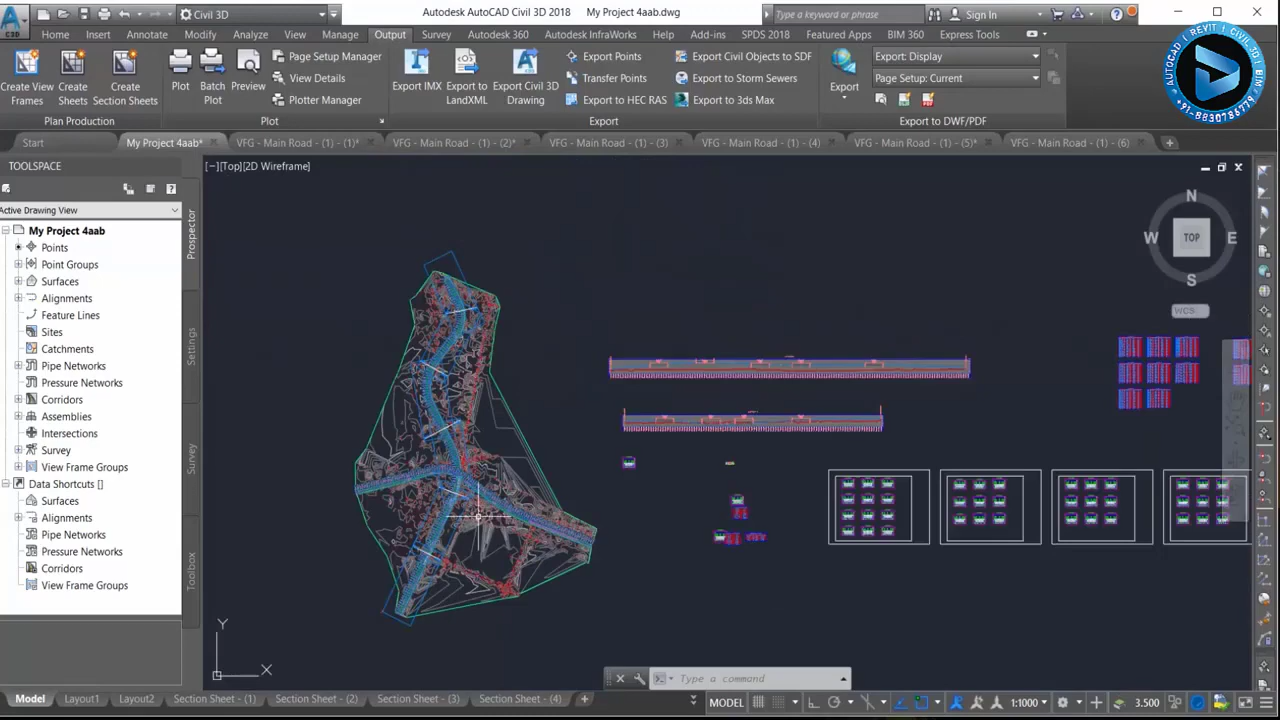 Civil 3D
Autodesk AutoCAD Civil 3D 2018 My Project 4aab.dwg
Type a keyword or phrase
Sign In
C3D
Home Insert Annotate Modify Analyze View Manage Output Survey Autodesk 360 Autodesk InfraWorks Help Add-ins SPDS 2018 Featured Apps BIM 360 Express Tools
Create View Frames
Create Sheets
Create Section Sheets
Plan Production
Plot
Batch Plot
Preview
Page Setup Manager
View Details
Plotter Manager
Plot
Export IMX
Export to LandXML
Export Civil 3D Drawing
Export Points
Transfer Points
Export to HEC RAS
Export Civil Objects to SDF
Export to Storm Sewers
Export to 3ds Max
Export
Export
Export: Display
Page Setup: Current
Export to DWF/PDF
AUTOCAD | REVIT | CIVIL 3D | BIM
+91-8830786779
Start My Project 4aab* VFG - Main Road - (1) - (1)* VFG - Main Road - (1) - (2)* VFG - Main Road - (1) - (3) VFG - Main Road - (1) - (4) VFG - Main Road - (1) - (5)* VFG - Main Road - (1) - (6)
TOOLSPACE
Active Drawing View
My Project 4aab
Points
Point Groups
Surfaces
Alignments
Feature Lines
Sites
Catchments
Pipe Networks
Pressure Networks
Corridors
Assemblies
Intersections
Survey
View Frame Groups
Data Shortcuts []
Surfaces
Alignments
Pipe Networks
Pressure Networks
Corridors
View Frame Groups
Prospector
Settings
Survey
Toolbox
[−][Top][2D Wireframe]
N
W TOP E
S
WCS
Y
X
Type a command
Model Layout1 Layout2 Section Sheet - (1) Section Sheet - (2) Section Sheet - (3) Section Sheet - (4)
MODEL
1:1000
3.500